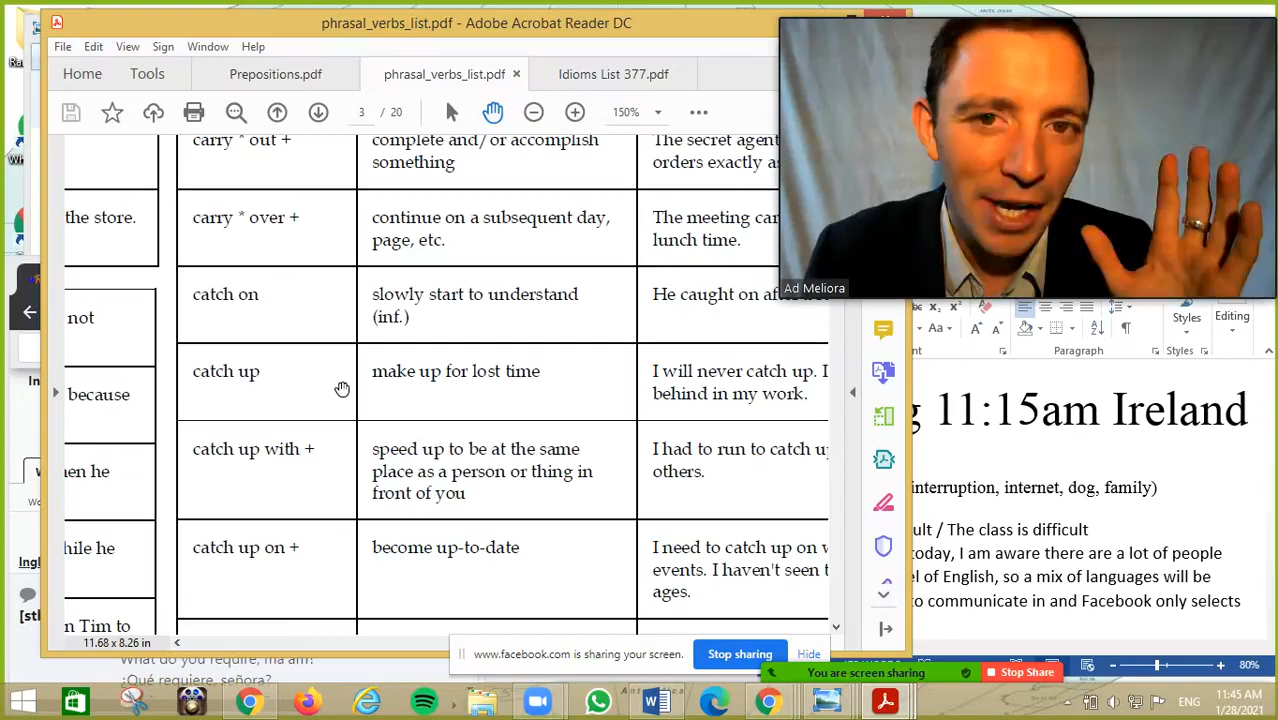 phrasal_verbs_list.pdf - Adobe Acrobat Reader DC
File Edit View Sign Window Help
Home Tools Prepositions.pdf phrasal_verbs_list.pdf × Idioms List 377.pdf
3 / 20 150%
carry * out +
complete and/or accomplish
something
The secret agent
orders exactly as
the store.
carry * over +
continue on a subsequent day,
page, etc.
The meeting car
lunch time.
Ad Meliora
not
catch on
slowly start to understand
(inf.)
He caught on
because
catch up
make up for lost time
I will never catch up. I
behind in my work.
catch up with +
speed up to be at the same
place as a person or thing in
front of you
I had to run to catch up
others.
he
catch up on +
become up-to-date
I need to catch up on
events. I haven't seen
ages.
he
n Tim to
11.68 x 8.26 in
Styles Editing
Aa
Paragraph Styles
11:15am Ireland
interruption, internet, dog, family)
ult / The class is difficult
today, I am aware there are a lot of people
el of English, so a mix of languages will be
to communicate in and Facebook only selects
In
Ingl
[st
What do you require, ma'am?
¿Qué requiere, señora?
www.facebook.com is sharing your screen. Stop sharing Hide
You are screen sharing Stop Share
80%
ENG
11:45 AM
1/28/2021